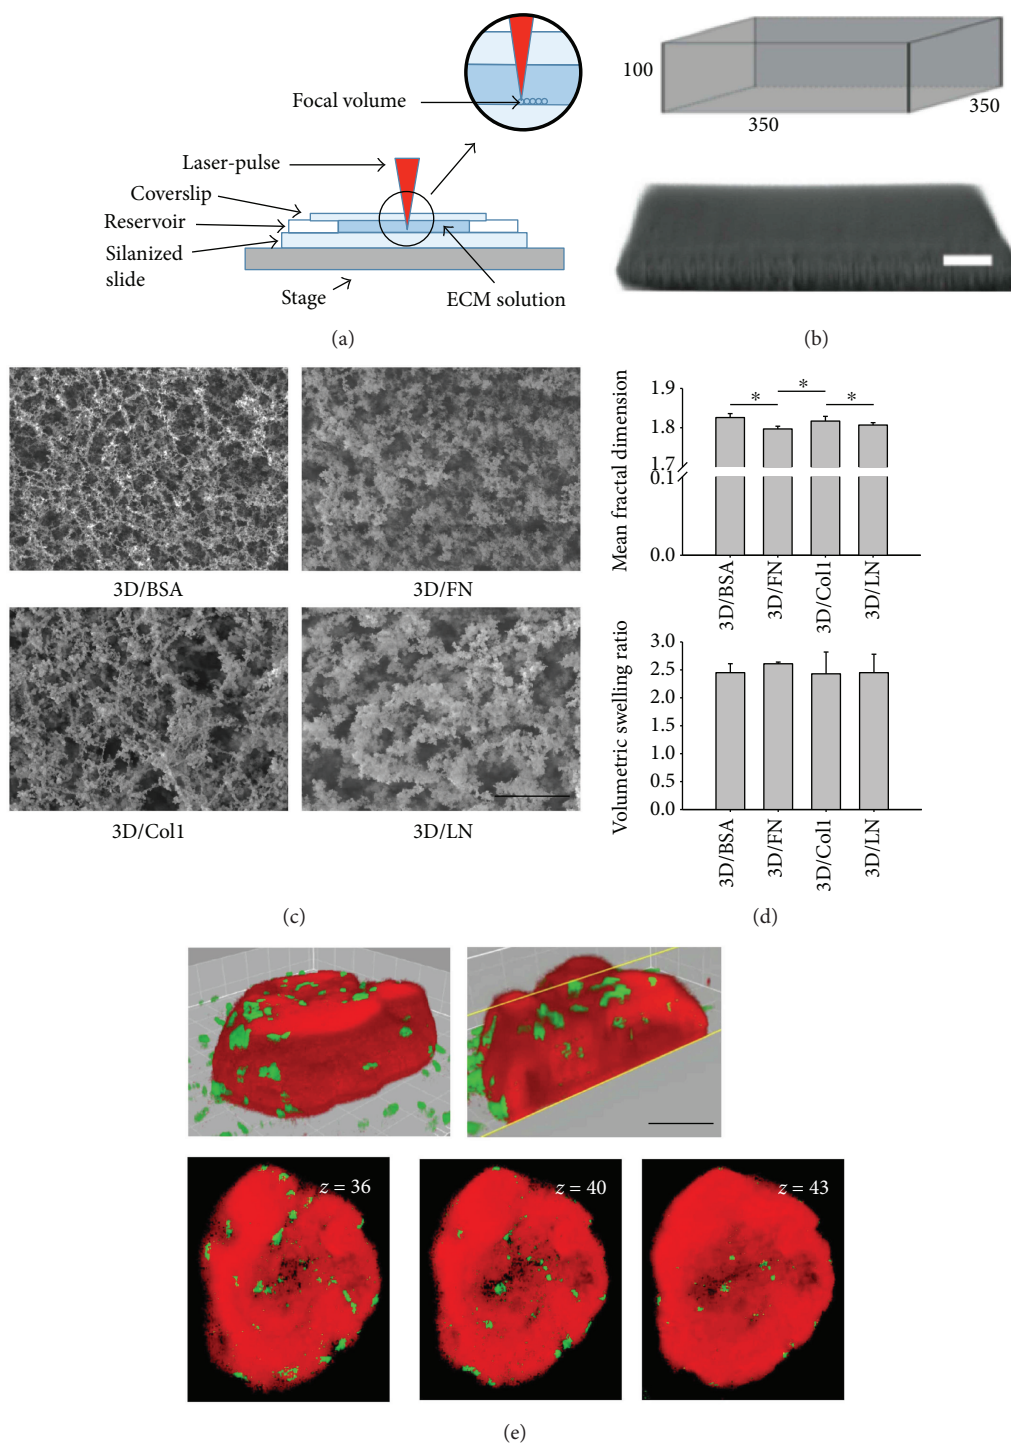 Focal volume
Laser-pulse
Coverslip
Reservoir
Silanized
slide
Stage
ECM solution
(a)
100
350
350
(b)
3D/BSA
3D/FN
3D/Col1
3D/LN
(c)
Mean fractal dimension
1.9
1.8
1.7
0.1
0.0
* * *
3D/BSA
3D/FN
3D/Col1
3D/LN
Volumetric swelling ratio
3.0
2.5
2.0
1.5
1.0
0.5
0.0
3D/BSA
3D/FN
3D/Col1
3D/LN
(d)
z = 36
z = 40
z = 43
(e)